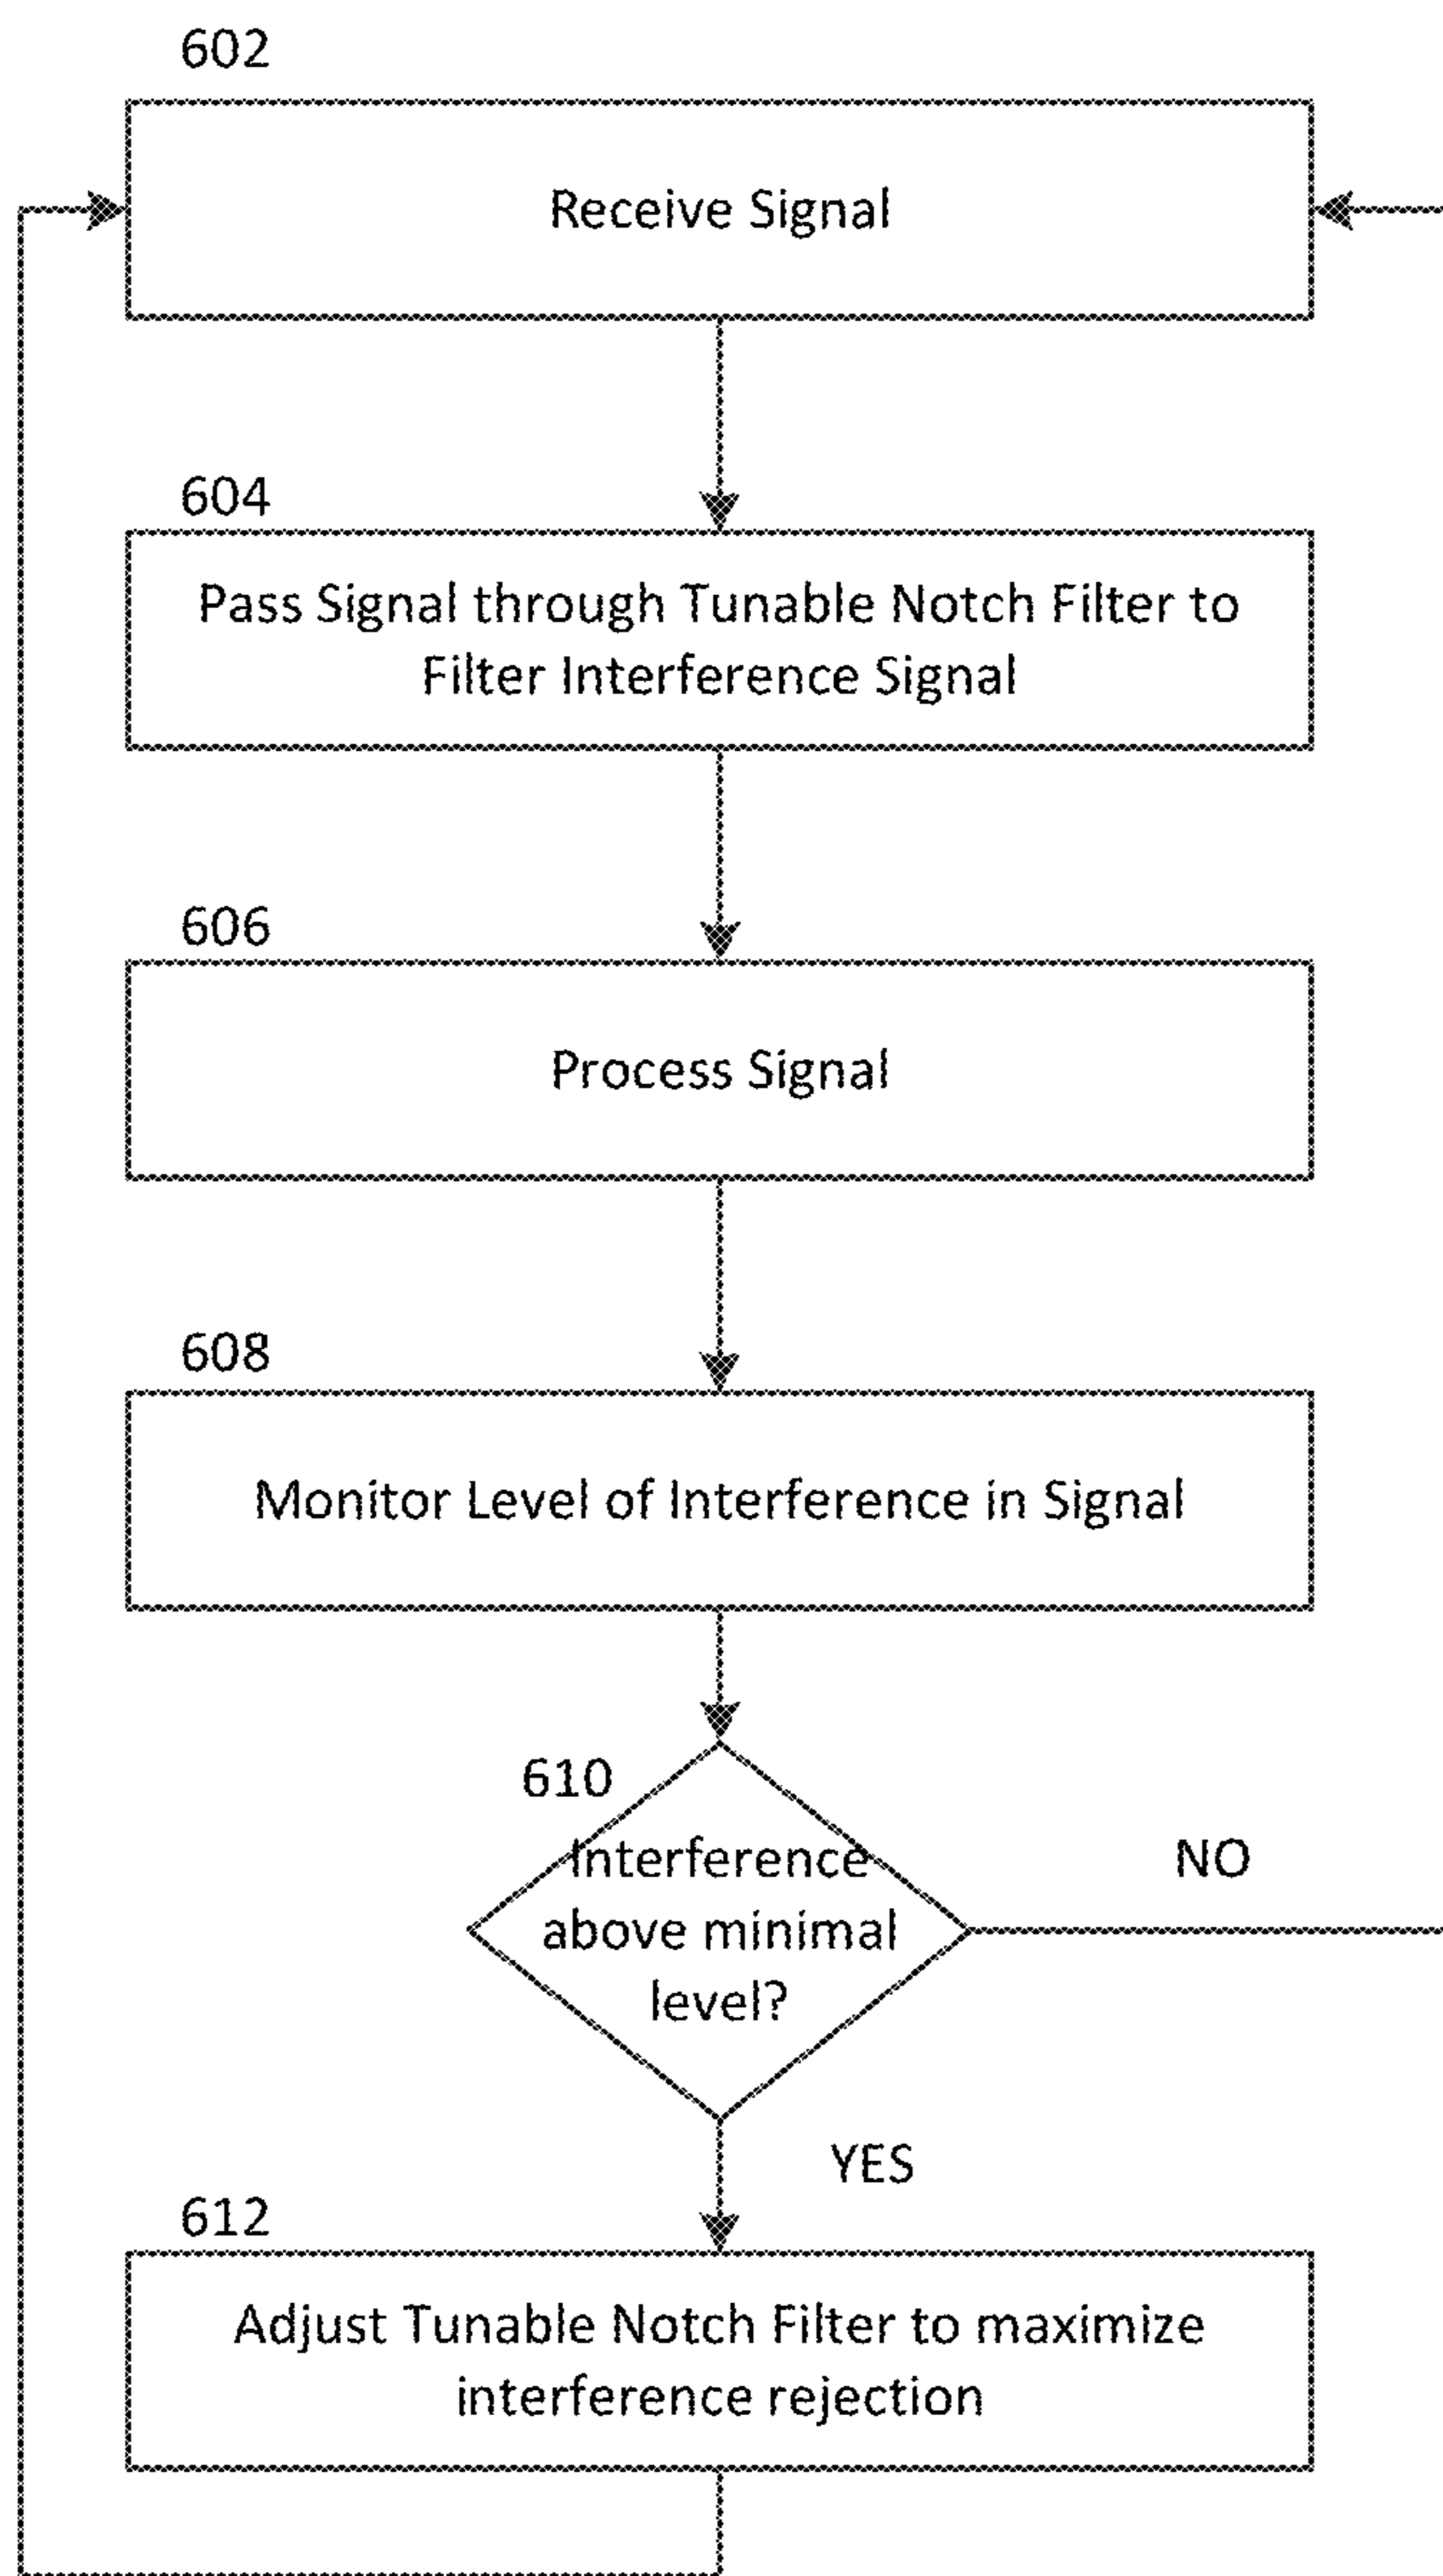 602
Receive Signal
604
Pass Signal through Tunable Notch Filter to
Filter Interference Signal
606
Process Signal
608
Monitor Level of Interference in Signal
610
Interference
above minimal
level?
NO
YES
612
Adjust Tunable Notch Filter to maximize
interference rejection